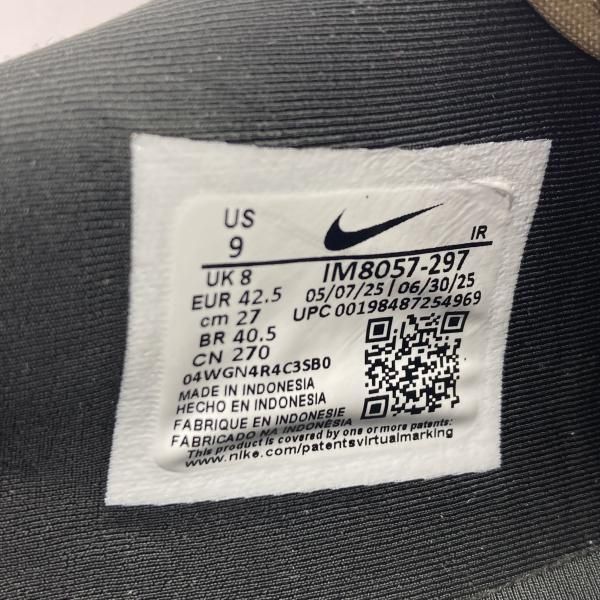 US
9
IR
UK 8
IM8057-297
EUR 42.5
05/07/25 | 06/30/25
cm 27
UPC 00198487254969
BR 40.5
CN 270
04WGN4R4C3SB0
MADE IN INDONESIA
HECHO EN INDONESIA
FABRIQUE EN INDONESIE
FABRICADO NA INDONÉSIA
This product is covered by one or more patents:
www.nike.com/patentsvirtualmarking